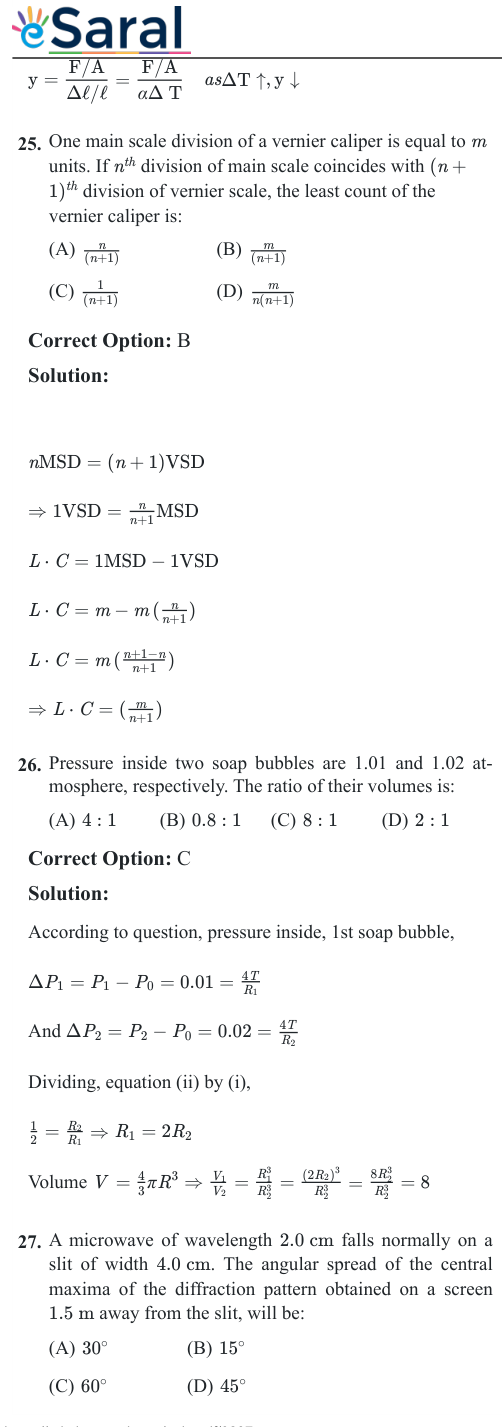 eSaral
y = F/A / Δℓ/ℓ = F/A / αΔ T asΔT ↑, y ↓
25. One main scale division of a vernier caliper is equal to m
units. If nᵗʰ division of main scale coincides with (n +
1)ᵗʰ division of vernier scale, the least count of the
vernier caliper is:
(A) n/(n+1) (B) m/(n+1)
(C) 1/(n+1) (D) m/n(n+1)
Correct Option: B
Solution:
nMSD = (n + 1)VSD
⇒ 1VSD = n/n+1 MSD
L · C = 1MSD − 1VSD
L · C = m − m(n/n+1)
L · C = m(n+1−n/n+1)
⇒ L · C = (m/n+1)
26. Pressure inside two soap bubbles are 1.01 and 1.02 at-
mosphere, respectively. The ratio of their volumes is:
(A) 4 : 1 (B) 0.8 : 1 (C) 8 : 1 (D) 2 : 1
Correct Option: C
Solution:
According to question, pressure inside, 1st soap bubble,
ΔP₁ = P₁ − P₀ = 0.01 = 4T/R₁
And ΔP₂ = P₂ − P₀ = 0.02 = 4T/R₂
Dividing, equation (ii) by (i),
1/2 = R₂/R₁ ⇒ R₁ = 2R₂
Volume V = 4/3 πR³ ⇒ V₁/V₂ = R₁³/R₂³ = (2R₂)³/R₂³ = 8R₂³/R₂³ = 8
27. A microwave of wavelength 2.0 cm falls normally on a
slit of width 4.0 cm. The angular spread of the central
maxima of the diffraction pattern obtained on a screen
1.5 m away from the slit, will be:
(A) 30° (B) 15°
(C) 60° (D) 45°